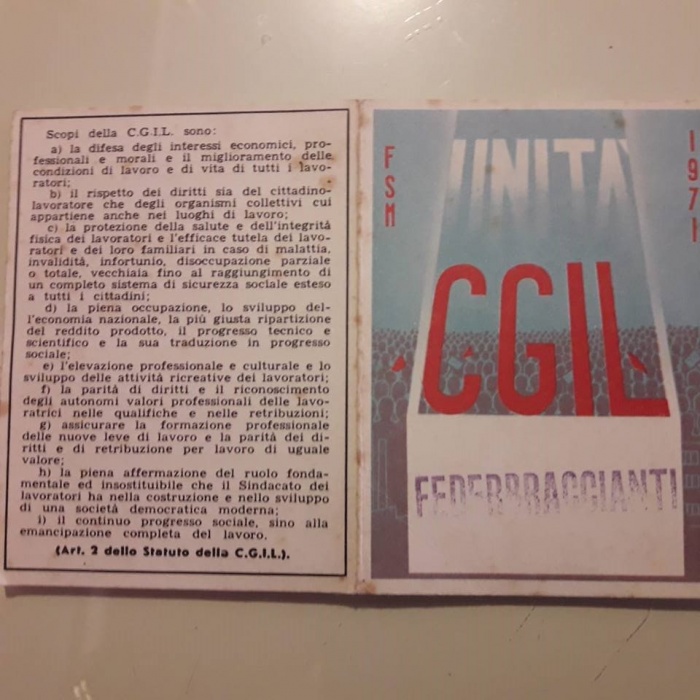 Scopi della C.G.I.L. sono:
a) la difesa degli interessi economici, pro-
fessionali e morali e il miglioramento delle
condizioni di lavoro e di vita di tutti i lavo-
ratori;
b) il rispetto dei diritti sia del cittadino-
lavoratore che degli organismi collettivi cui
appartiene anche nei luoghi di lavoro;
c) la protezione della salute e dell'integrità
fisica dei lavoratori e l'efficace tutela dei lavo-
ratori e dei loro familiari in caso di malattia,
invalidità, infortunio, disoccupazione parziale
o totale, vecchiaia fino al raggiungimento di
un completo sistema di sicurezza sociale esteso
a tutti i cittadini;
d) la piena occupazione, lo sviluppo del-
l'economia nazionale, la più giusta ripartizione
del reddito prodotto, il progresso tecnico e
scientifico e la sua traduzione in progresso
sociale;
e) l'elevazione professionale e culturale e lo
sviluppo delle attività ricreative dei lavoratori;
f) la parità di diritti e il riconoscimento
degli autonomi valori professionali delle lavo-
ratrici nelle qualifiche e nelle retribuzioni;
g) assicurare la formazione professionale
delle nuove leve di lavoro e la parità dei di-
ritti e di retribuzione per lavoro di uguale
valore;
h) la piena affermazione del ruolo fonda-
mentale ed insostituibile che il Sindacato dei
lavoratori ha nella costruzione e nello sviluppo
di una società democratica moderna;
i) il continuo progresso sociale, sino alla
emancipazione completa del lavoro.
(Art. 2 dello Statuto della C.G.I.L.).
FSM
UNITA'
1971
CGIL
FEDERBRACCIANTI